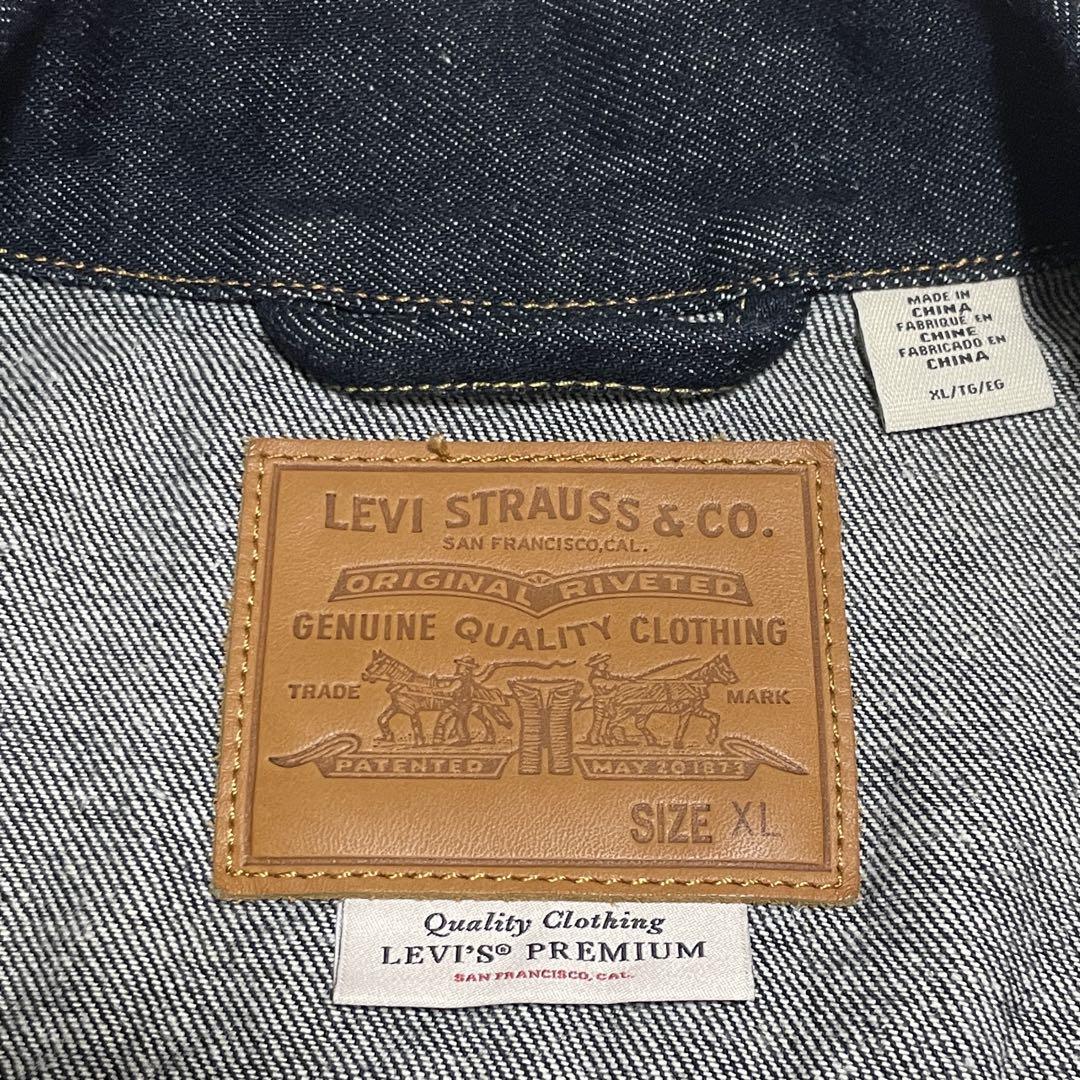 MADE IN
CHINA
FABRIQUE EN
CHINE
FABRICADO EN
CHINA
XL/TG/EG
LEVI STRAUSS & CO.
SAN FRANCISCO, CAL.
ORIGINAL RIVETED
GENUINE QUALITY CLOTHING
TRADE MARK
PATENTED MAY 20 1873
SIZE XL
Quality Clothing
LEVI'S® PREMIUM
SAN FRANCISCO, CAL.